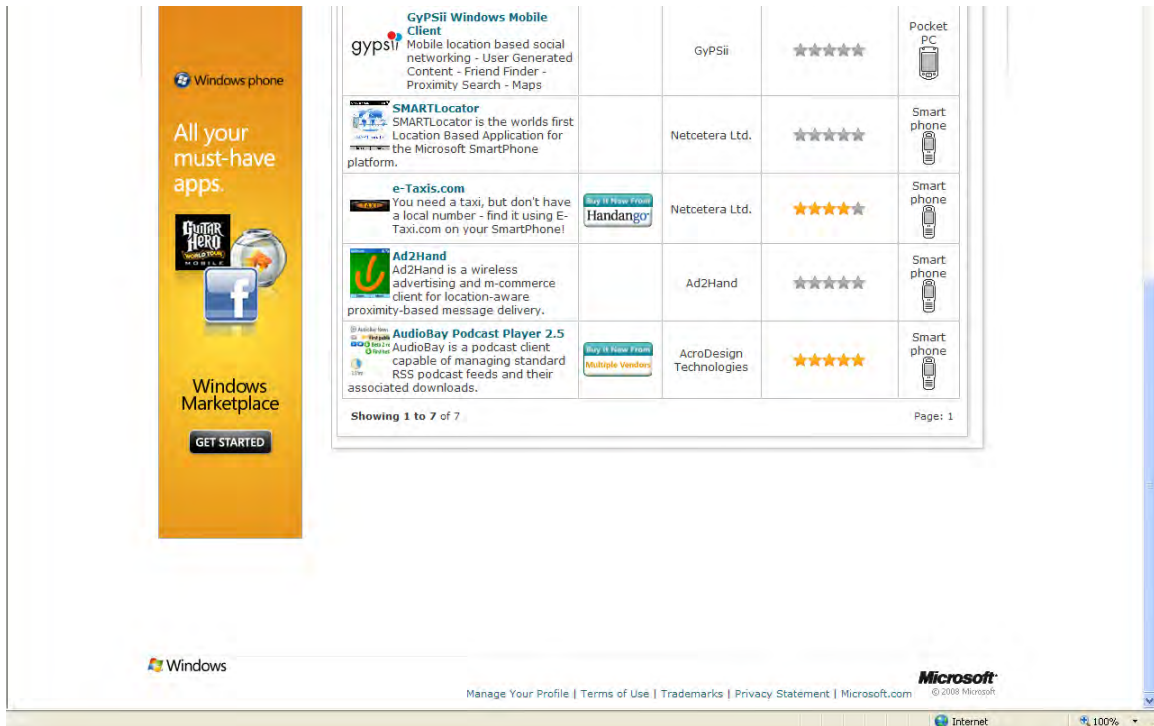 Windows phone
All your
must-have
apps.
GUITAR
HERO
WORLD TOUR
MOBILE
f
Windows
Marketplace
GET STARTED
gypsii
GyPSii Windows Mobile
Client
Mobile location based social
networking - User Generated
Content - Friend Finder -
Proximity Search - Maps
GyPSii
Pocket
PC
SMARTLocator
SMARTLocator is the worlds first
Location Based Application for
the Microsoft SmartPhone
platform.
Netcetera Ltd.
Smart
phone
TAXI
e-Taxis.com
You need a taxi, but don't have
a local number - find it using E-
Taxi.com on your SmartPhone!
Buy It Now From
Handango
Netcetera Ltd.
Smart
phone
Ad2Hand
Ad2Hand is a wireless
advertising and m-commerce
client for location-aware
proximity-based message delivery.
Ad2Hand
Smart
phone
AudioBay Podcast Player 2.5
AudioBay is a podcast client
capable of managing standard
RSS podcast feeds and their
associated downloads.
Buy It Now From
Multiple Vendors
AcroDesign
Technologies
Smart
phone
Showing 1 to 7 of 7
Page: 1
Windows
Microsoft
Manage Your Profile | Terms of Use | Trademarks | Privacy Statement | Microsoft.com
© 2008 Microsoft
Internet
100%